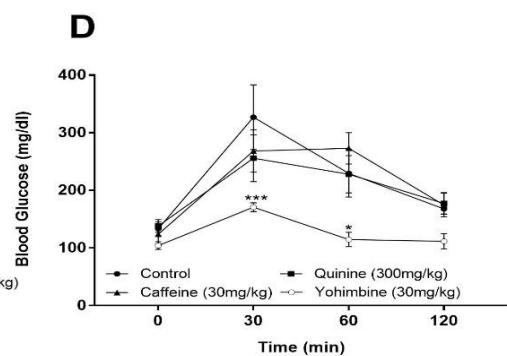 D
Blood Glucose (mg/dl)
400
300
200
100
0
***
*
Control
Quinine (300mg/kg)
Caffeine (30mg/kg)
Yohimbine (30mg/kg)
kg)
0 30 60 120
Time (min)